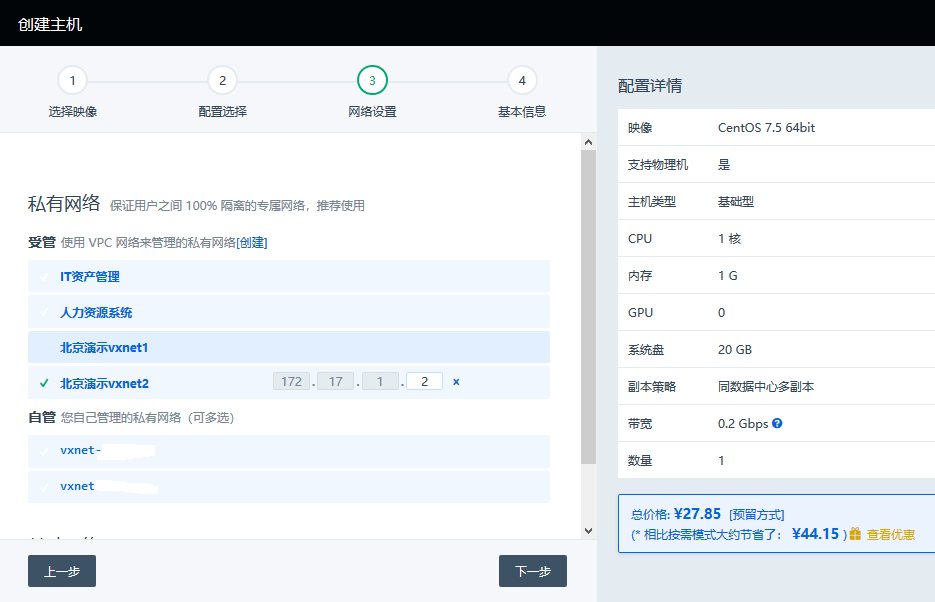 创建主机
1 2 3 4
选择映像 配置选择 网络设置 基本信息
私有网络 保证用户之间 100% 隔离的专属网络，推荐使用
受管 使用 VPC 网络来管理的私有网络[创建]
IT资产管理
人力资源系统
北京演示vxnet1
北京演示vxnet2 172 . 17 . 1 . 2 ×
自管 您自己管理的私有网络（可多选）
vxnet-
vxnet
上一步 下一步
配置详情
映像 CentOS 7.5 64bit
支持物理机 是
主机类型 基础型
CPU 1 核
内存 1 G
GPU 0
系统盘 20 GB
副本策略 同数据中心多副本
带宽 0.2 Gbps ?
数量 1
总价格: ¥27.85 [预留方式]
(* 相比按需模式大约节省了： ¥44.15 ) 查看优惠